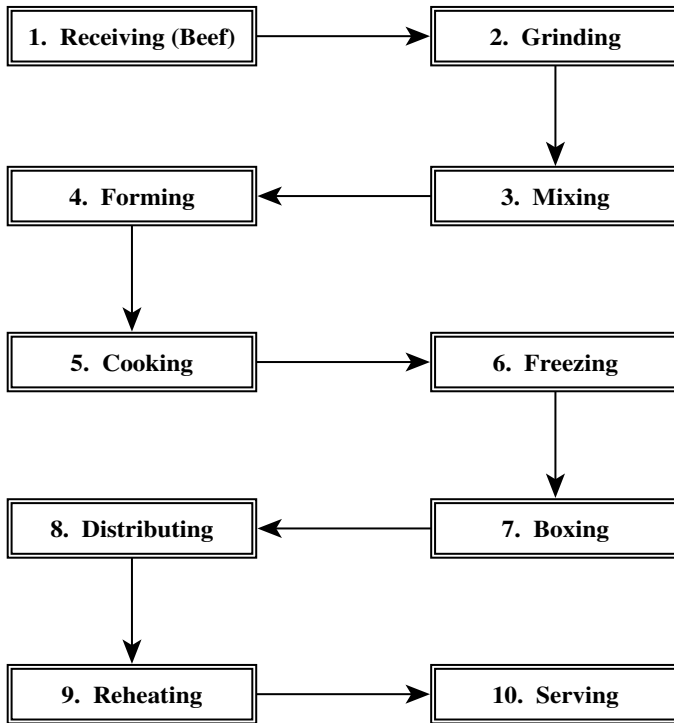 1. Receiving (Beef)
2. Grinding
3. Mixing
4. Forming
5. Cooking
6. Freezing
7. Boxing
8. Distributing
9. Reheating
10. Serving